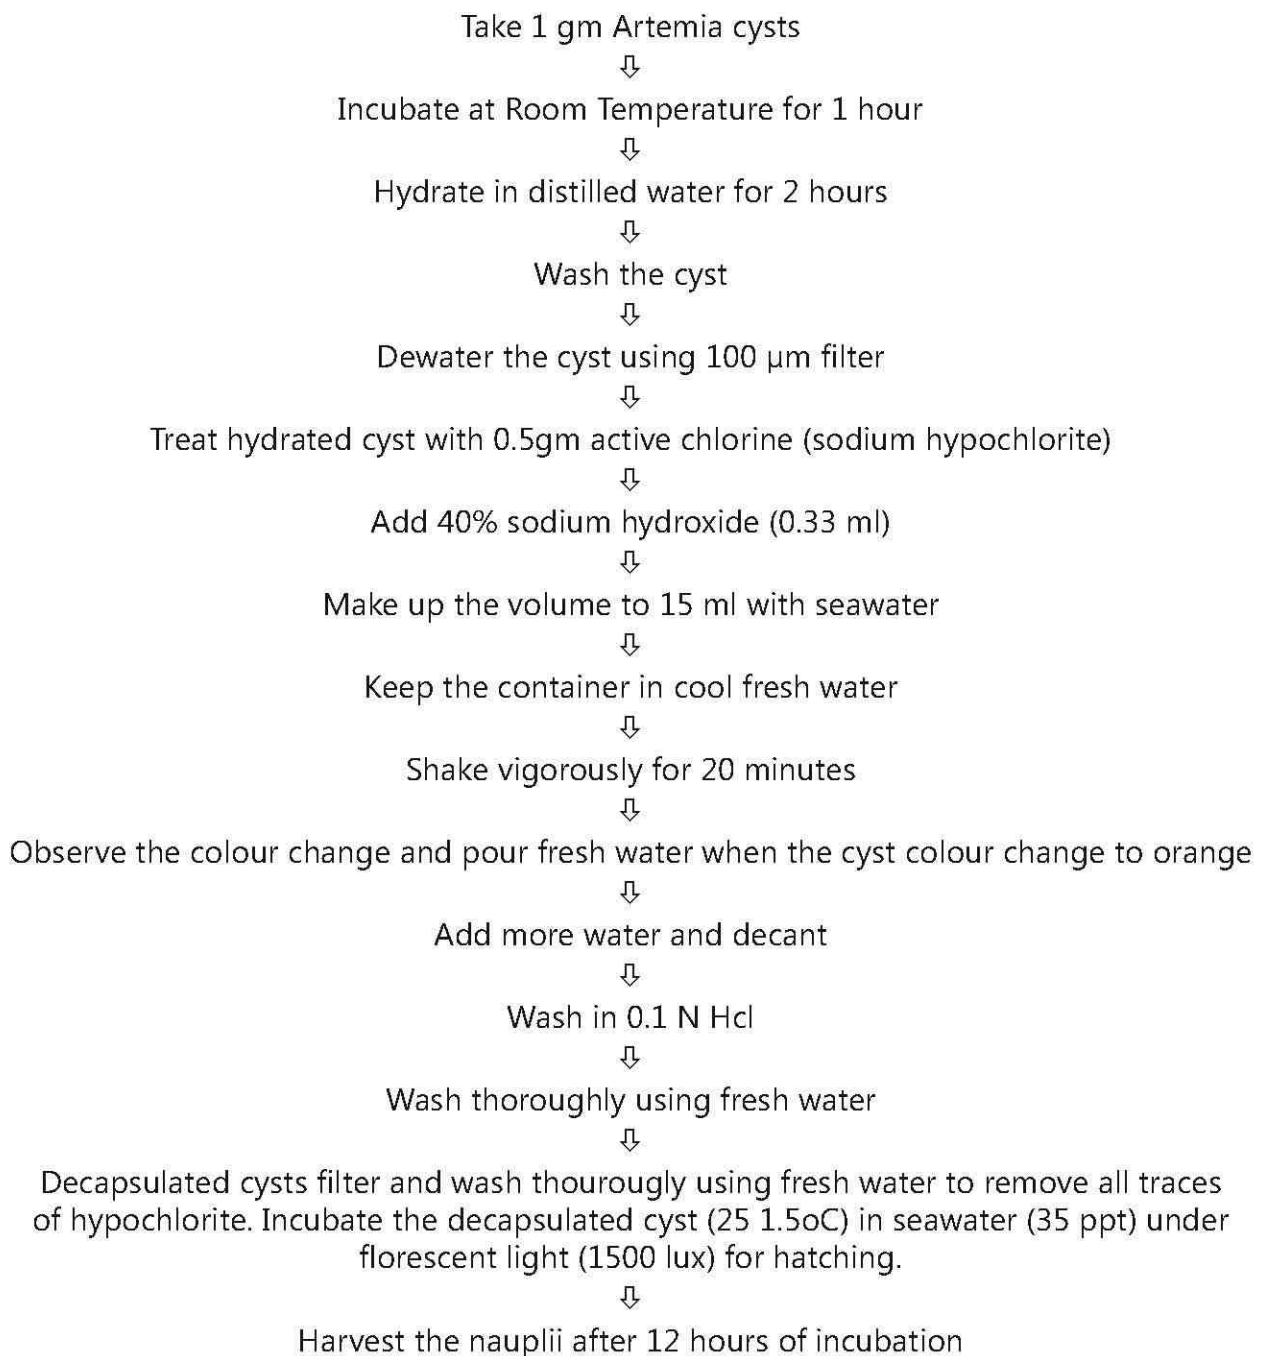 Take 1 gm Artemia cysts
⇩
Incubate at Room Temperature for 1 hour
⇩
Hydrate in distilled water for 2 hours
⇩
Wash the cyst
⇩
Dewater the cyst using 100 µm filter
⇩
Treat hydrated cyst with 0.5gm active chlorine (sodium hypochlorite)
⇩
Add 40% sodium hydroxide (0.33 ml)
⇩
Make up the volume to 15 ml with seawater
⇩
Keep the container in cool fresh water
⇩
Shake vigorously for 20 minutes
⇩
Observe the colour change and pour fresh water when the cyst colour change to orange
⇩
Add more water and decant
⇩
Wash in 0.1 N Hcl
⇩
Wash thoroughly using fresh water
⇩
Decapsulated cysts filter and wash thourougly using fresh water to remove all traces
of hypochlorite. Incubate the decapsulated cyst (25 1.5oC) in seawater (35 ppt) under
florescent light (1500 lux) for hatching.
⇩
Harvest the nauplii after 12 hours of incubation